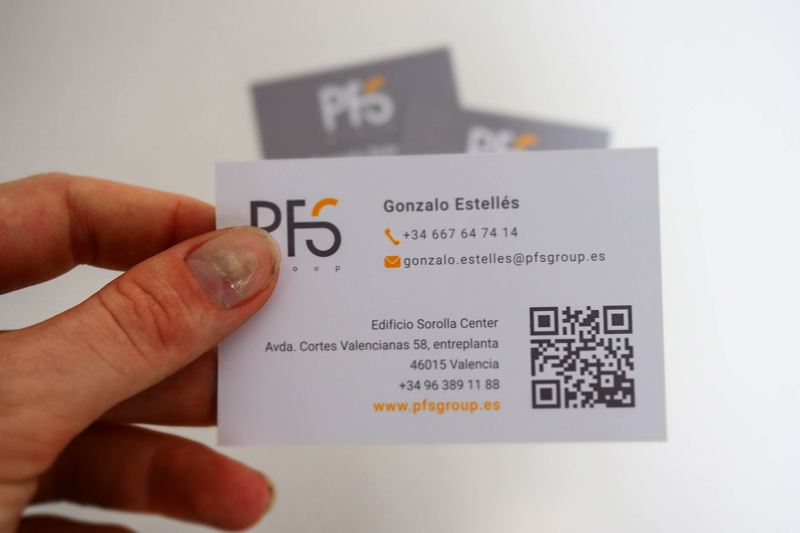 PFS
PFS
PFS
oup
Gonzalo Estellés
+34 667 64 74 14
gonzalo.estelles@pfsgroup.es
Edificio Sorolla Center
Avda. Cortes Valencianas 58, entreplanta
46015 Valencia
+34 96 389 11 88
www.pfsgroup.es